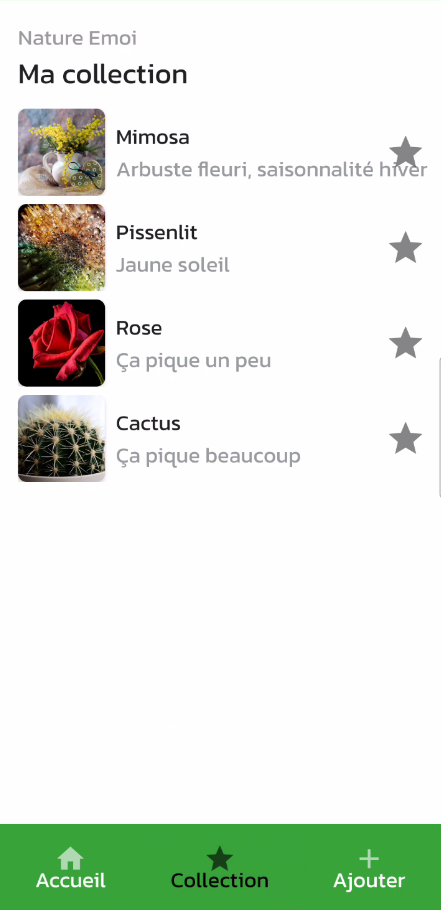 Nature Emoi
Ma collection
Mimosa
Arbuste fleuri, saisonnalité hiver
Pissenlit
Jaune soleil
Rose
Ça pique un peu
Cactus
Ça pique beaucoup
Accueil
Collection
Ajouter